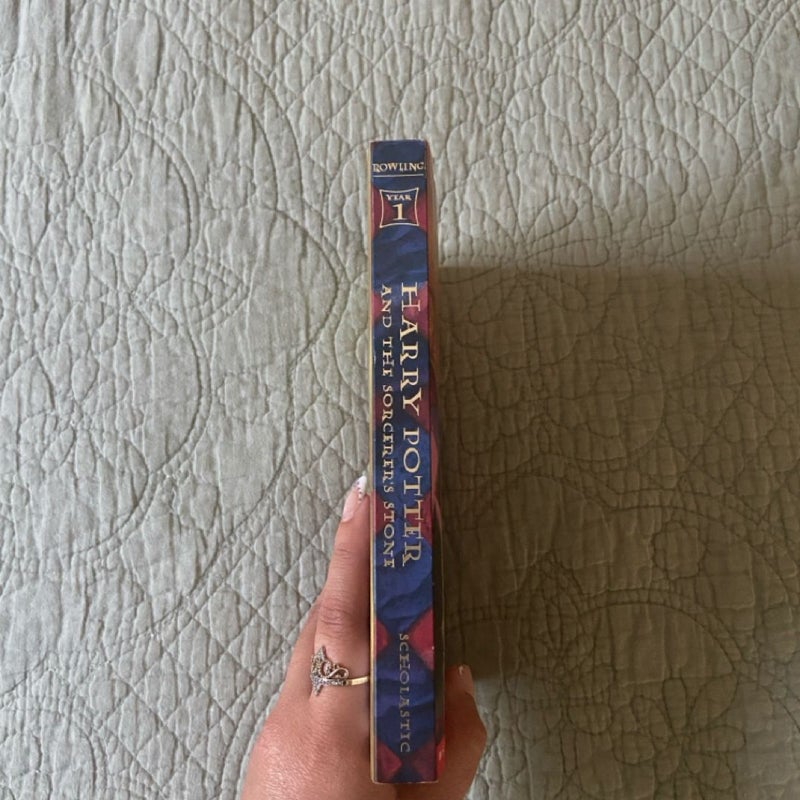 ROWLING
YEAR
1
HARRY POTTER
AND THE SORCERER'S STONE
SCHOLASTIC